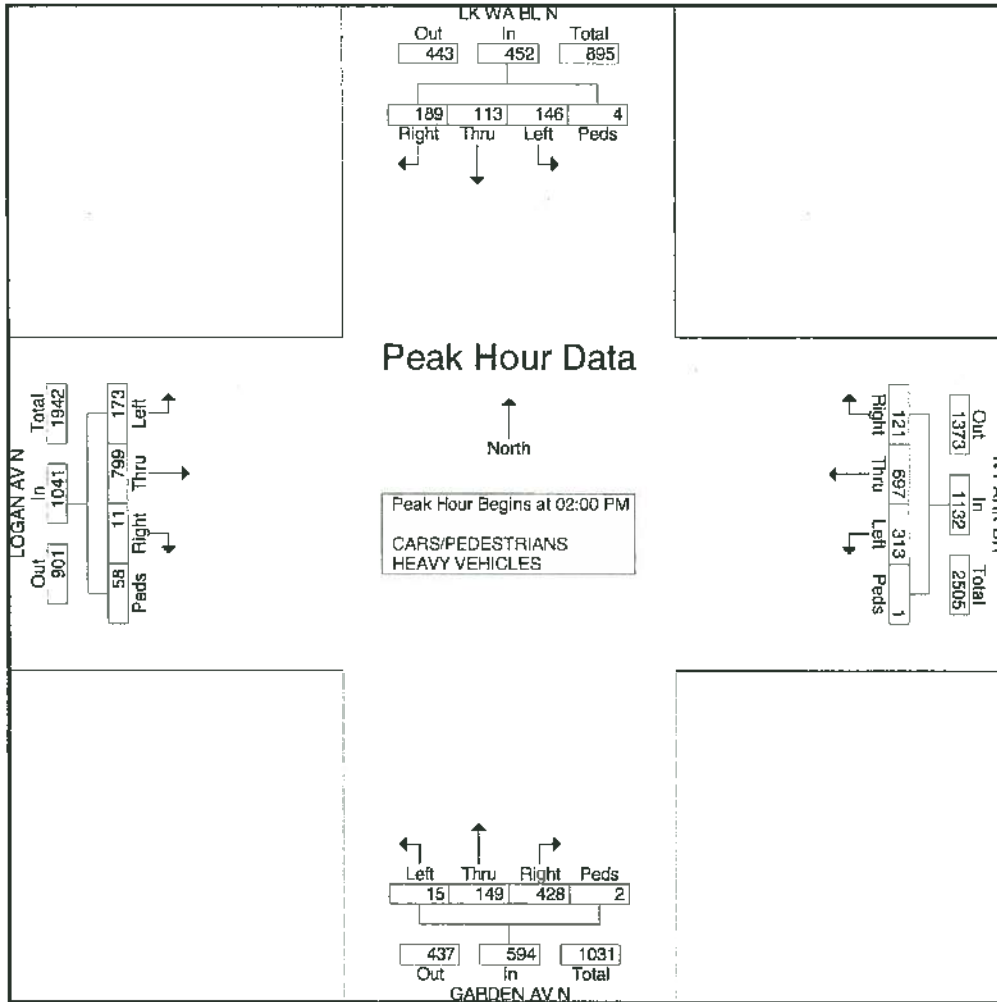 LK WA BL N
Out In Total
443 452 895
189 113 146 4
Right Thru Left Peds
Peak Hour Data
North
Peak Hour Begins at 02:00 PM
CARS/PEDESTRIANS
HEAVY VEHICLES
LOGAN AV N
Out In Total
901 1041 1942
58 11 799 173
Peds Right Thru Left
Out In Total
1373 1132 2505
Right Thru Left Peds
121 697 313 1
Left Thru Right Peds
15 149 428 2
437 594 1031
Out In Total
GARDEN AV N